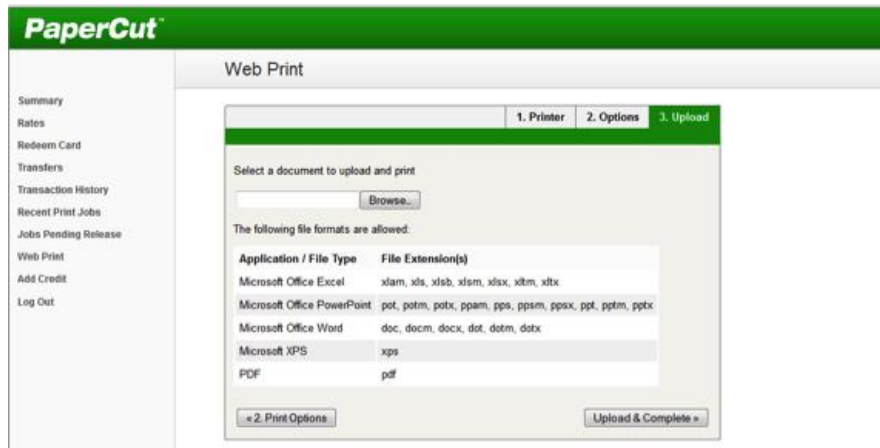 PaperCut™
Web Print
Summary
Rates
Redeem Card
Transfers
Transaction History
Recent Print Jobs
Jobs Pending Release
Web Print
Add Credit
Log Out
1. Printer 2. Options 3. Upload
Select a document to upload and print
Browse..
The following file formats are allowed:
Application / File Type File Extension(s)
Microsoft Office Excel xlam, xls, xlsb, xlsm, xlsx, xltm, xltx
Microsoft Office PowerPoint pot, potm, potx, ppam, pps, ppsm, ppsx, ppt, pptm, pptx
Microsoft Office Word doc, docm, docx, dot, dotm, dotx
Microsoft XPS xps
PDF pdf
« 2. Print Options Upload & Complete »